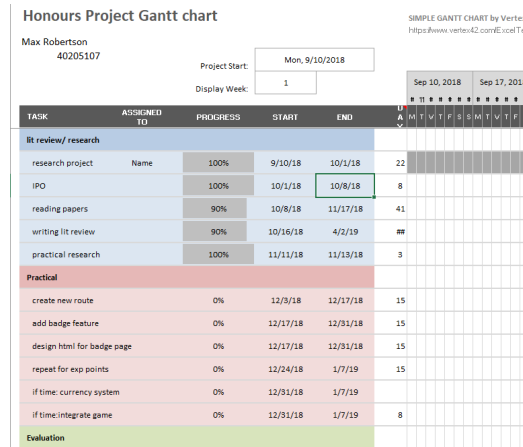 Honours Project Gantt chart
SIMPLE GANTT CHART by Verte
https://www.vertex42.com/ExcelTe
Max Robertson
40205107
Project Start: Mon, 9/10/2018
Display Week: 1
Sep 10, 2018 Sep 17, 201
# 11 # # # # # # # # # #
TASK ASSIGNED TO PROGRESS START END DAY M T V T F S S M T V T F
lit review/ research
research project Name 100% 9/10/18 10/1/18 22
IPO 100% 10/1/18 10/8/18 8
reading papers 90% 10/8/18 11/17/18 41
writing lit review 90% 10/16/18 4/2/19 ##
practical research 100% 11/11/18 11/13/18 3
Practical
create new route 0% 12/3/18 12/17/18 15
add badge feature 0% 12/17/18 12/31/18 15
design html for badge page 0% 12/17/18 12/31/18 15
repeat for exp points 0% 12/24/18 1/7/19 15
if time: currency system 0% 12/31/18 1/7/19
if time:integrate game 0% 12/31/18 1/7/19 8
Evaluation